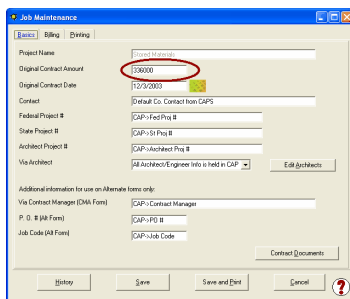 Job Maintenance
Basics Billing Printing
Project Name Stored Materials
Original Contract Amount 336000
Original Contract Date 12/3/2003
Contact Default Co. Contact from CAPS
Federal Project # CAP->Fed Proj #
State Project # CAP->St Proj #
Architect Project # CAP->Architect Proj #
Via Architect All Architect/Engineer Info is held in CAP Edit Architects
Additional information for use on Alternate forms only:
Via Contract Manager (CMA Form) CAP->Contract Manager
P. O. # (Alt Form) CAP->PO #
Job Code (Alt Form) CAP->Job Code
Contract Documents
History Save Save and Print Cancel ?